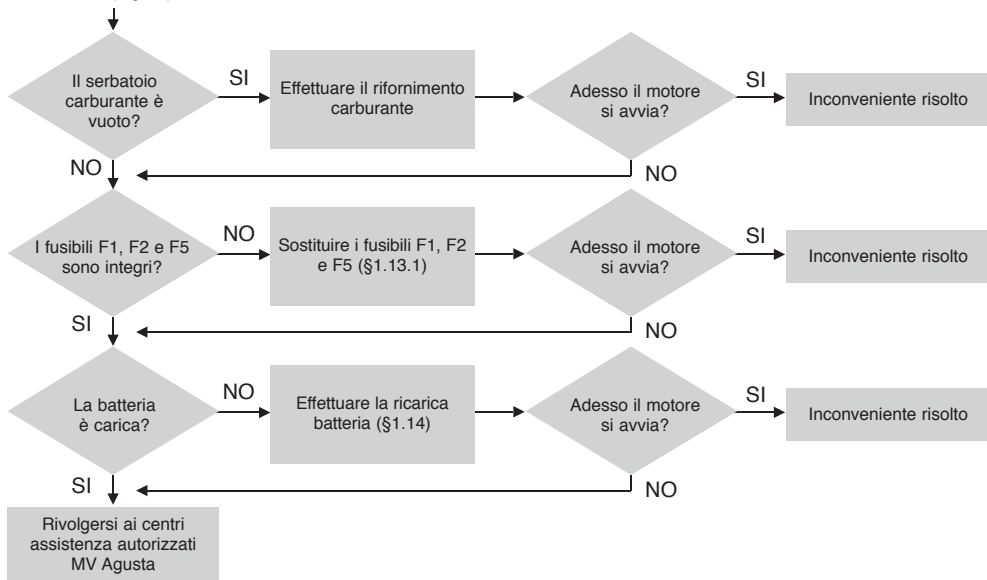 Il serbatoio
carburante è
vuoto?
SI
Effettuare il rifornimento
carburante
Adesso il motore
si avvia?
SI
Inconveniente risolto
NO
NO
I fusibili F1, F2 e F5
sono integri?
NO
Sostituire i fusibili F1, F2
e F5 (§1.13.1)
Adesso il motore
si avvia?
SI
Inconveniente risolto
SI
NO
La batteria
è carica?
NO
Effettuare la ricarica
batteria (§1.14)
Adesso il motore
si avvia?
SI
Inconveniente risolto
SI
NO
Rivolgersi ai centri
assistenza autorizzati
MV Agusta